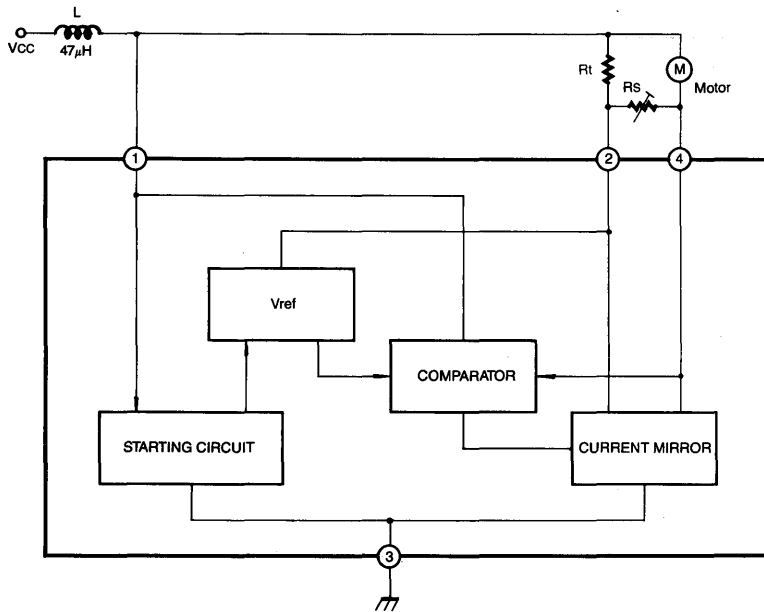 L
VCC
47μH
Rt
Rs
M
Motor
1
2
4
Vref
COMPARATOR
STARTING CIRCUIT
CURRENT MIRROR
3